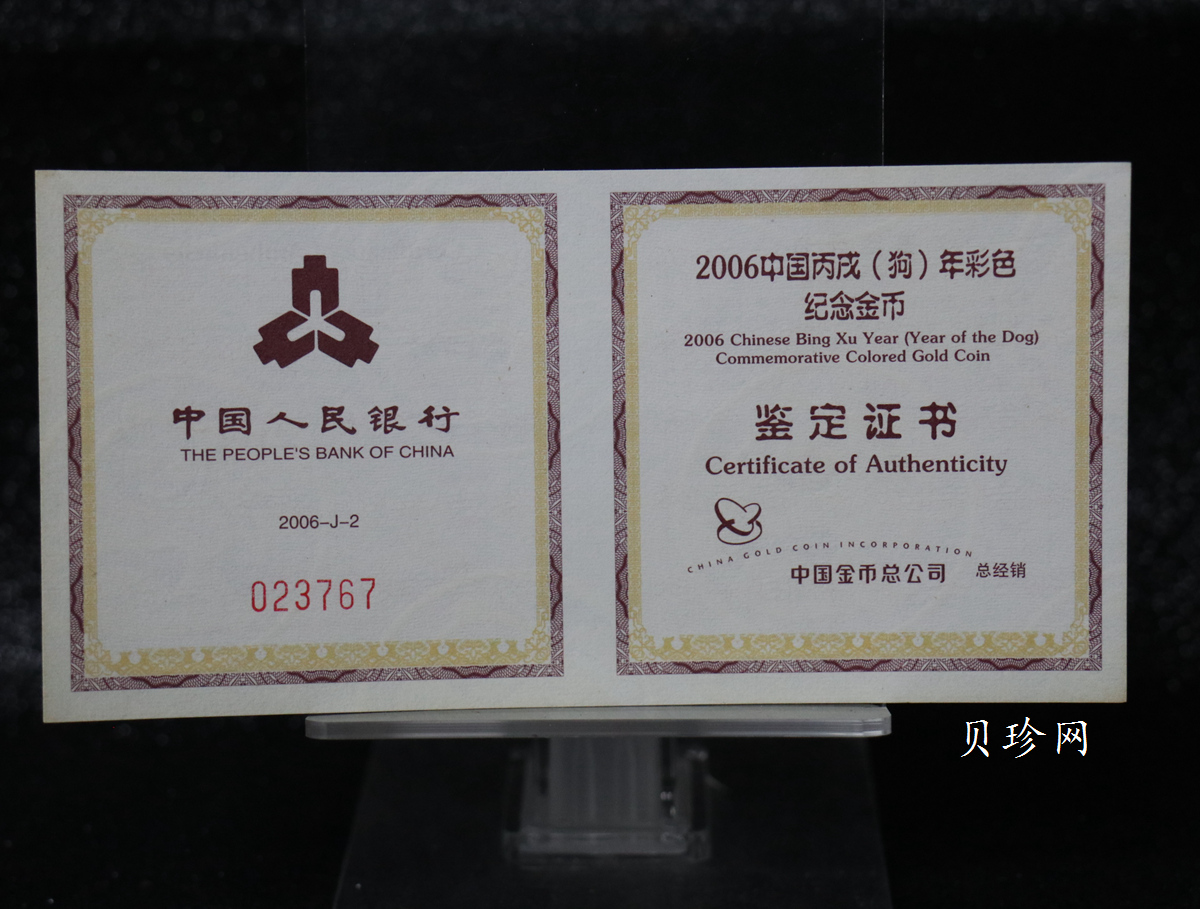 中国人民银行
THE PEOPLE'S BANK OF CHINA
2006-J-2
023767
2006中国丙戌（狗）年彩色
纪念金币
2006 Chinese Bing Xu Year (Year of the Dog)
Commemorative Colored Gold Coin
鉴定证书
Certificate of Authenticity
CHINA GOLD COIN INCORPORATION
中国金币总公司 总经销
贝珍网